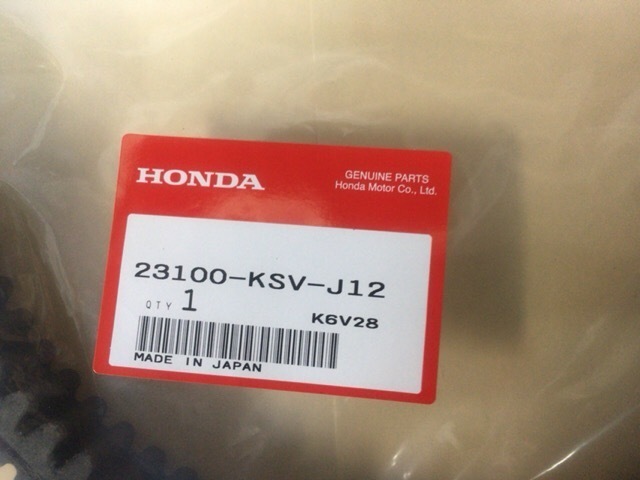 HONDA
GENUINE PARTS
Honda Motor Co., Ltd.
23100-KSV-J12
QTY 1
K6V28
MADE IN JAPAN